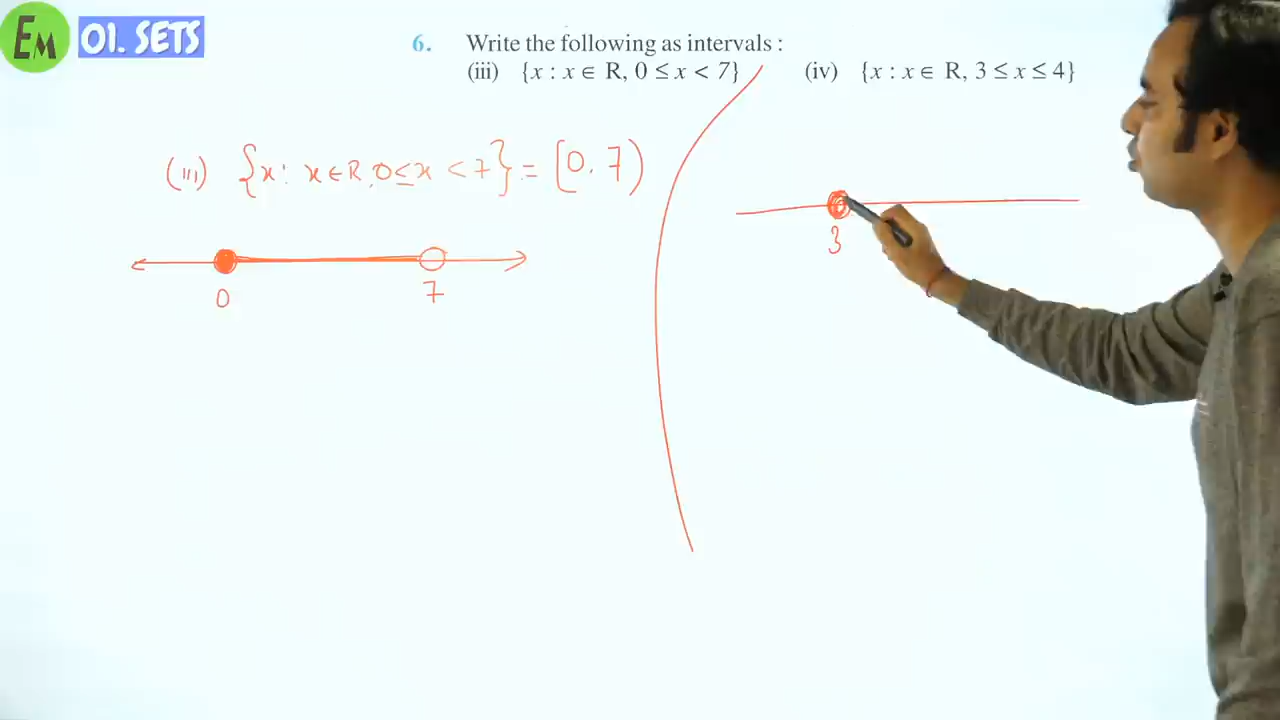 Em 01. SETS
6. Write the following as intervals :
(iii) {x : x ∈ R, 0 ≤ x < 7} (iv) {x : x ∈ R, 3 ≤ x ≤ 4}
(iii) {x : x ∈ R, 0 ≤ x < 7} = [0, 7)
0 7
3